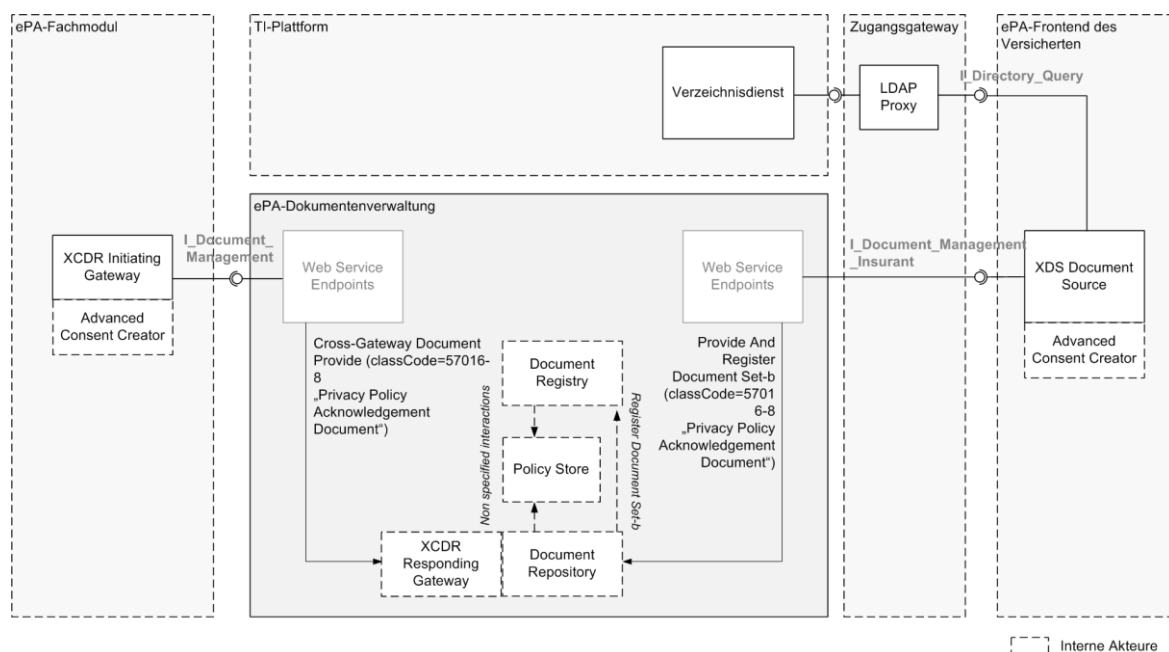 ePA-Fachmodul
TI-Plattform
Zugangsgateway
ePA-Frontend des
Versicherten
Verzeichnisdienst
LDAP
Proxy
I_Directory_Query
ePA-Dokumentenverwaltung
XCDR Initiating
Gateway
Advanced
Consent Creator
I_Document_
Management
Web Service
Endpoints
Web Service
Endpoints
I_Document_Management
_Insurant
XDS Document
Source
Advanced
Consent Creator
Cross-Gateway Document
Provide (classCode=57016-
8
„Privacy Policy
Acknowledgement
Document“)
Document
Registry
Policy Store
Non specified interactions
Register Document Set-b
Provide And
Register
Document Set-b
(classCode=5701
6-8
„Privacy Policy
Acknowledgement
Document“)
XCDR
Responding
Gateway
Document
Repository
Interne Akteure